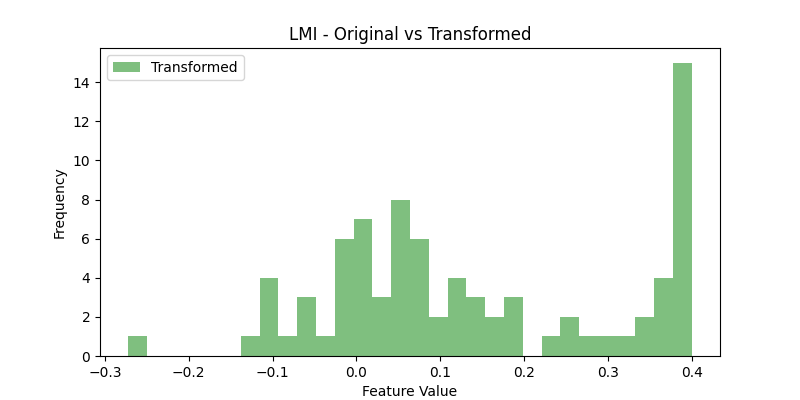 LMI - Original vs Transformed
Transformed
Frequency
14
12
10
8
6
4
2
0
−0.3 −0.2 −0.1 0.0 0.1 0.2 0.3 0.4
Feature Value